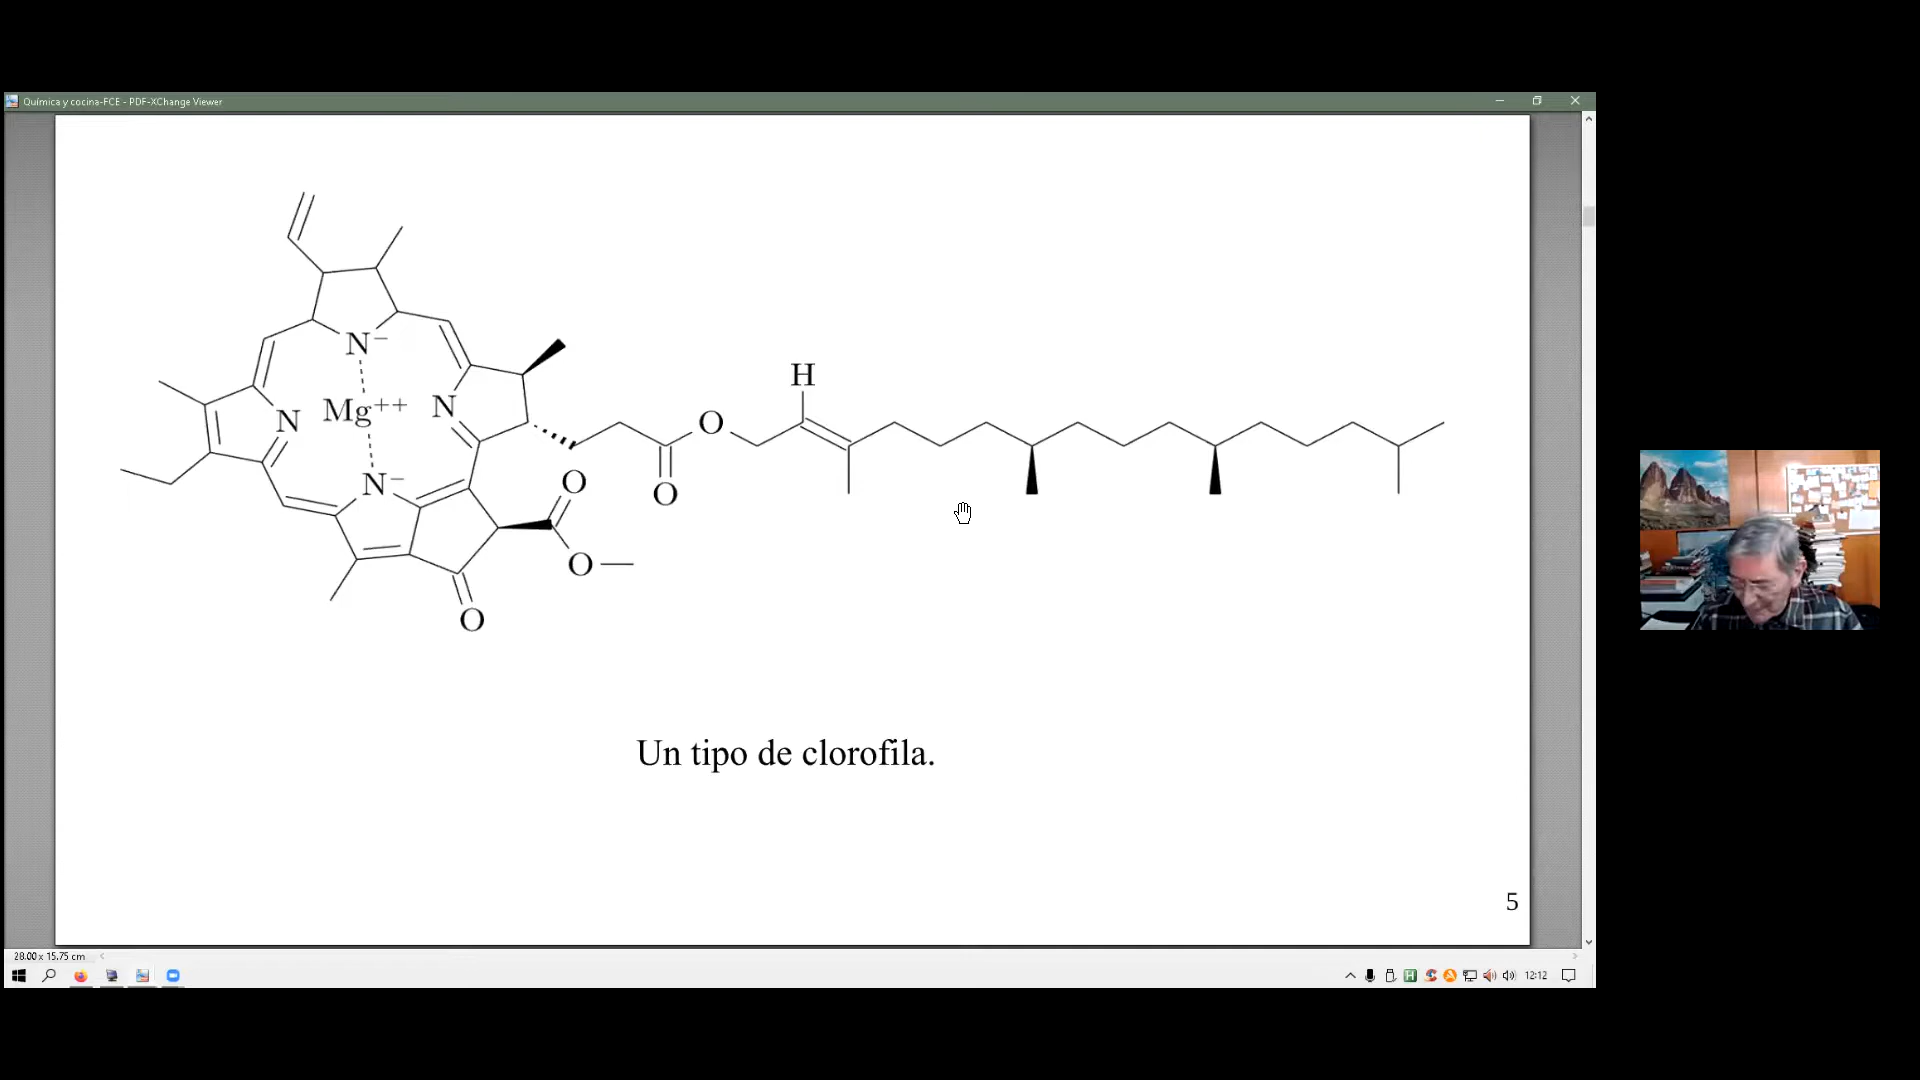 Química y cocina-FCE - PDF-XChange Viewer
N⁻
N
Mg⁺⁺
N
N⁻
H
O
O
O
O
O
Un tipo de clorofila.
5
28.00 x 15.75 cm
12:12